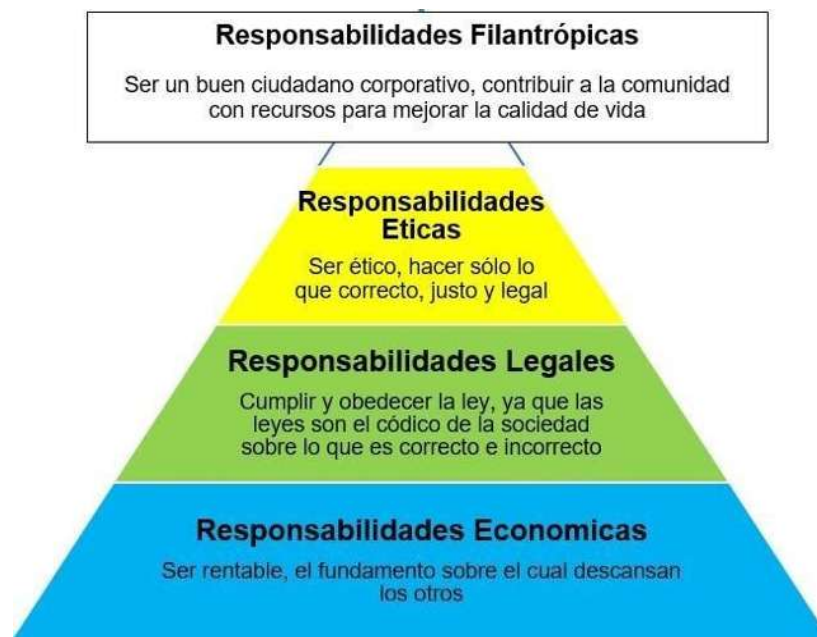 Responsabilidades Filantrópicas
Ser un buen ciudadano corporativo, contribuir a la comunidad
con recursos para mejorar la calidad de vida
Responsabilidades
Eticas
Ser ético, hacer sólo lo
que correcto, justo y legal
Responsabilidades Legales
Cumplir y obedecer la ley, ya que las
leyes son el códico de la sociedad
sobre lo que es correcto e incorrecto
Responsabilidades Economicas
Ser rentable, el fundamento sobre el cual descansan
los otros